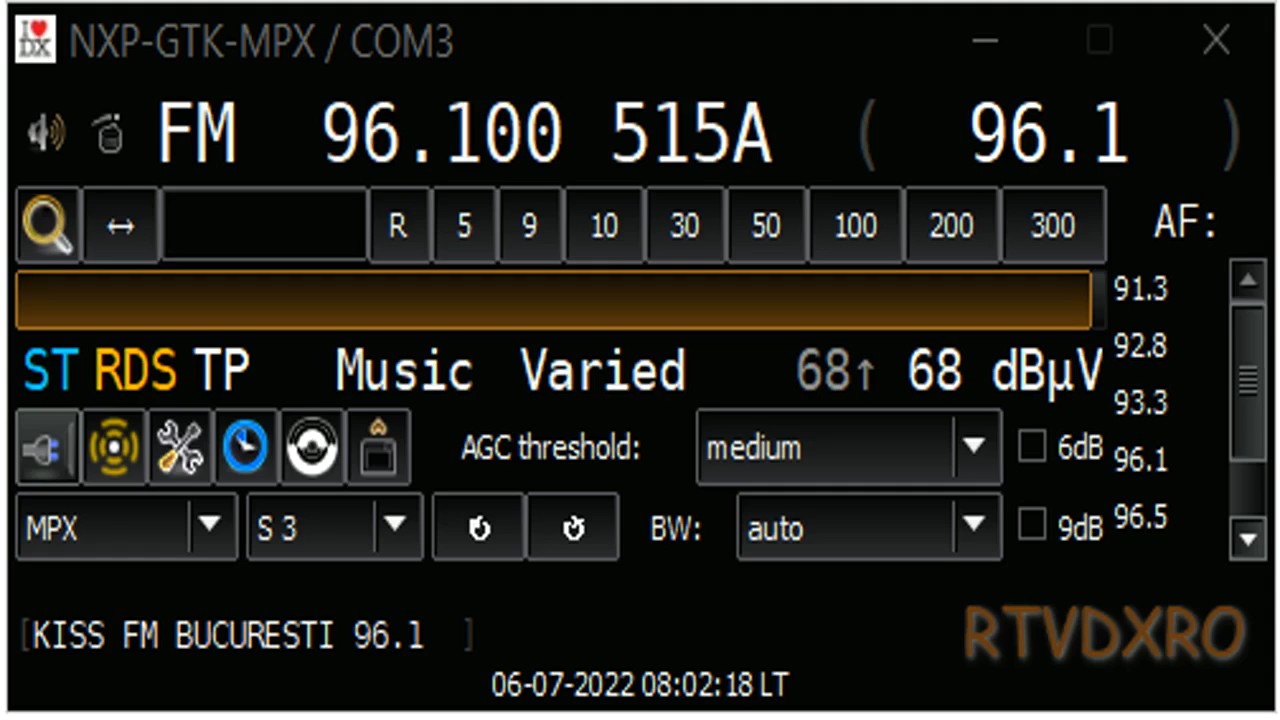 I ♥ DX NXP-GTK-MPX / COM3
FM 96.100 515A ( 96.1 )
↔ R 5 9 10 30 50 100 200 300 AF:
91.3
ST RDS TP Music Varied 68↑ 68 dBµV 92.8
93.3
AGC threshold: medium 6dB 96.1
MPX S 3 BW: auto 9dB 96.5
[KISS FM BUCURESTI 96.1 ]
RTVDXRO
06-07-2022 08:02:18 LT